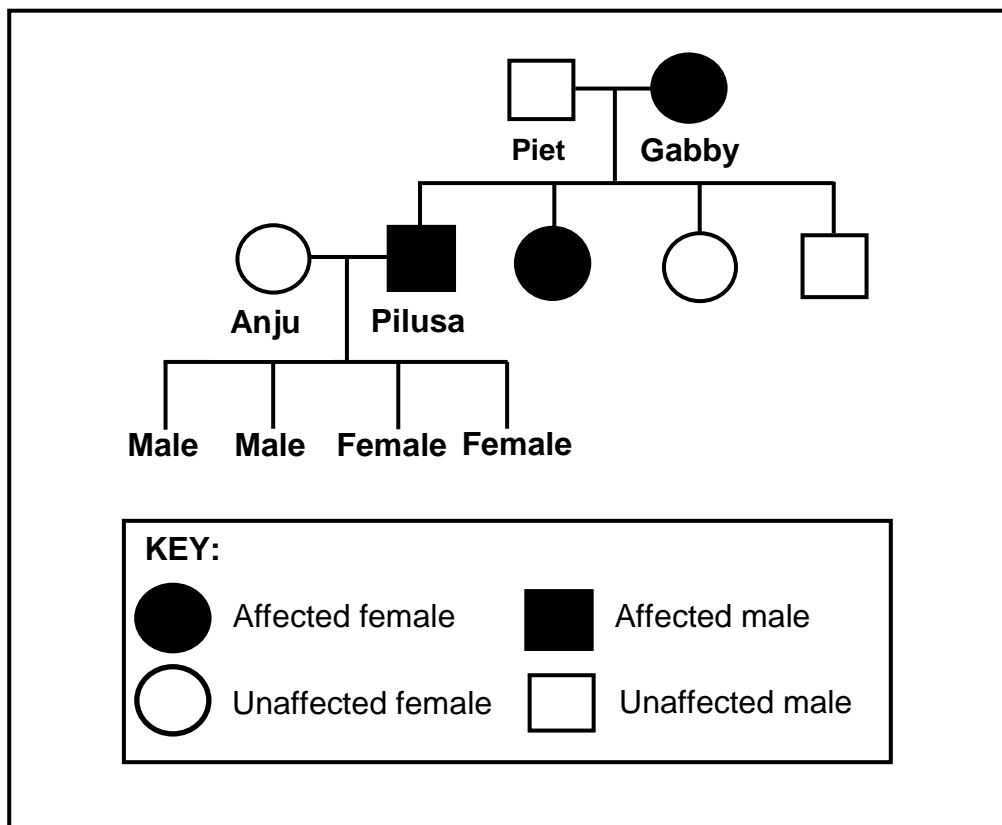 Piet Gabby
Anju Pilusa
Male Male Female Female
KEY:
Affected female Affected male
Unaffected female Unaffected male